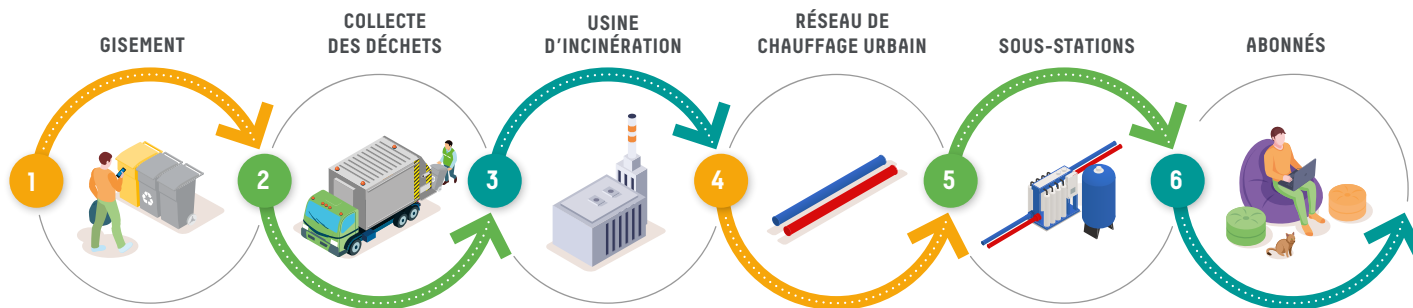 GISEMENT
COLLECTE
DES DÉCHETS
USINE
D'INCINÉRATION
RÉSEAU DE
CHAUFFAGE URBAIN
SOUS-STATIONS
ABONNÉS
1
2
3
4
5
6